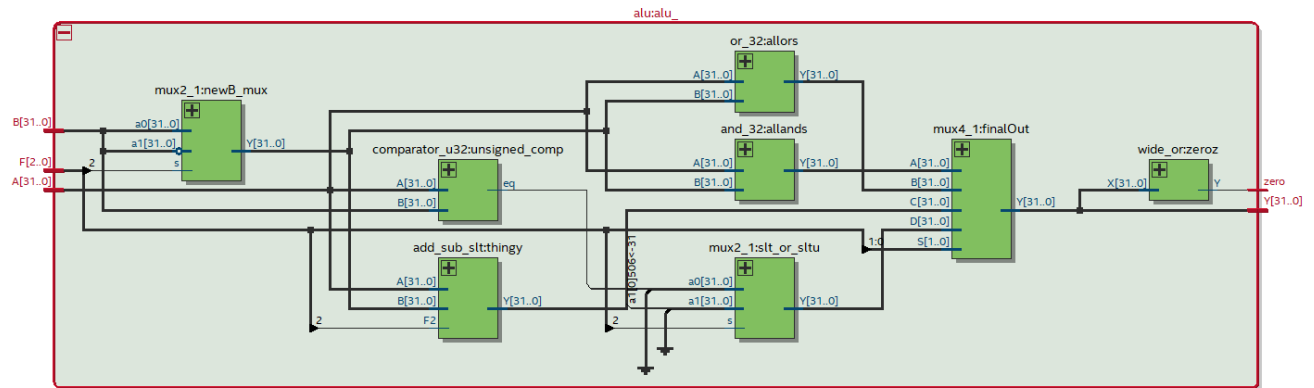 alu:alu_
or_32:allors
A[31..0]
B[31..0]
Y[31..0]
mux2_1:newB_mux
a0[31..0]
a1[31..0]
s
Y[31..0]
B[31..0]
F[2..0]
A[31..0]
2
comparator_u32:unsigned_comp
A[31..0]
B[31..0]
eq
and_32:allands
A[31..0]
B[31..0]
Y[31..0]
mux4_1:finalOut
A[31..0]
B[31..0]
C[31..0]
D[31..0]
S[1..0]
Y[31..0]
1:0
wide_or:zeroz
X[31..0]
Y
zero
Y[31..0]
add_sub_slt:thingy
A[31..0]
B[31..0]
F2
Y[31..0]
2
a1[0]506<-31
mux2_1:slt_or_sltu
a0[31..0]
a1[31..0]
s
Y[31..0]
2